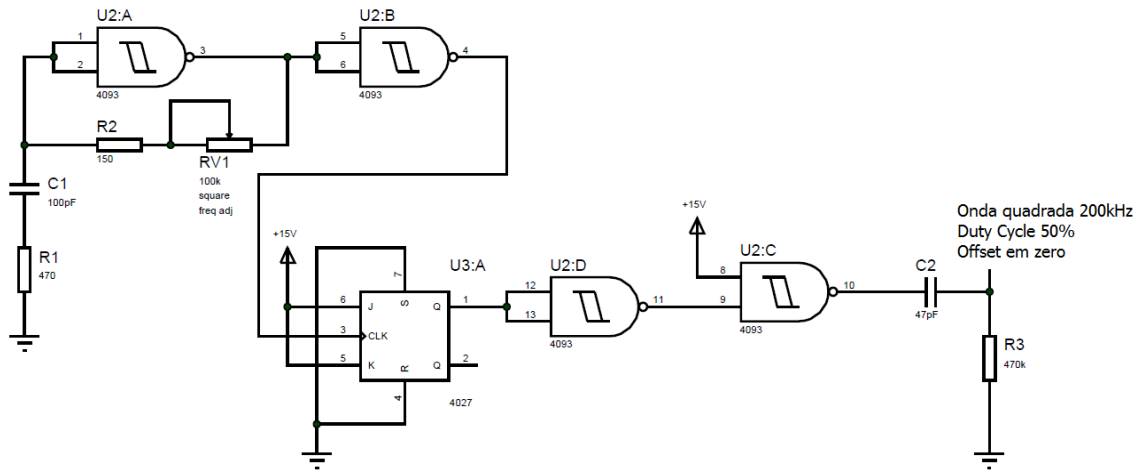 U2:A
1
2
3
4093
U2:B
5
6
4
4093
R2
150
RV1
100k
square
freq adj
C1
100pF
R1
470
+15V
U3:A
7
6
J
S
Q
1
3
CLK
5
K
R
Q
2
4
4027
U2:D
12
13
11
4093
+15V
U2:C
8
9
10
4093
C2
47pF
Onda quadrada 200kHz
Duty Cycle 50%
Offset em zero
R3
470k